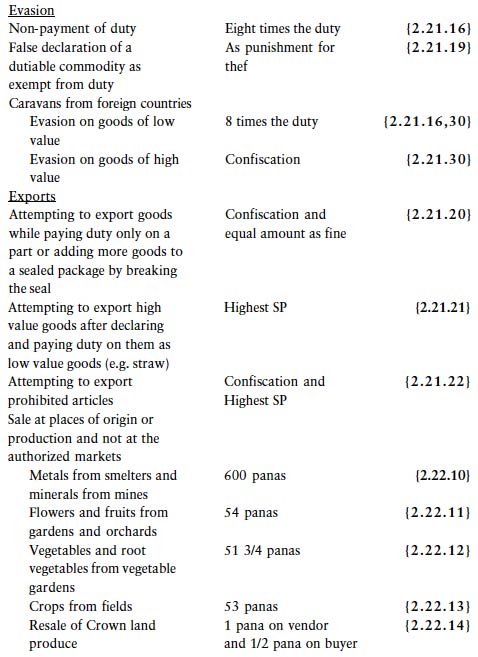 Evasion
Non-payment of duty Eight times the duty {2.21.16}
False declaration of a As punishment for {2.21.19}
dutiable commodity as thef
exempt from duty
Caravans from foreign countries
Evasion on goods of low 8 times the duty {2.21.16,30}
value
Evasion on goods of high Confiscation {2.21.30}
value
Exports
Attempting to export goods Confiscation and {2.21.20}
while paying duty only on a equal amount as fine
part or adding more goods to
a sealed package by breaking
the seal
Attempting to export high Highest SP {2.21.21}
value goods after declaring
and paying duty on them as
low value goods (e.g. straw)
Attempting to export Confiscation and {2.21.22}
prohibited articles Highest SP
Sale at places of origin or
production and not at the
authorized markets
Metals from smelters and 600 panas {2.22.10}
minerals from mines
Flowers and fruits from 54 panas {2.22.11}
gardens and orchards
Vegetables and root 51 3/4 panas {2.22.12}
vegetables from vegetable
gardens
Crops from fields 53 panas {2.22.13}
Resale of Crown land 1 pana on vendor {2.22.14}
produce and 1/2 pana on buyer